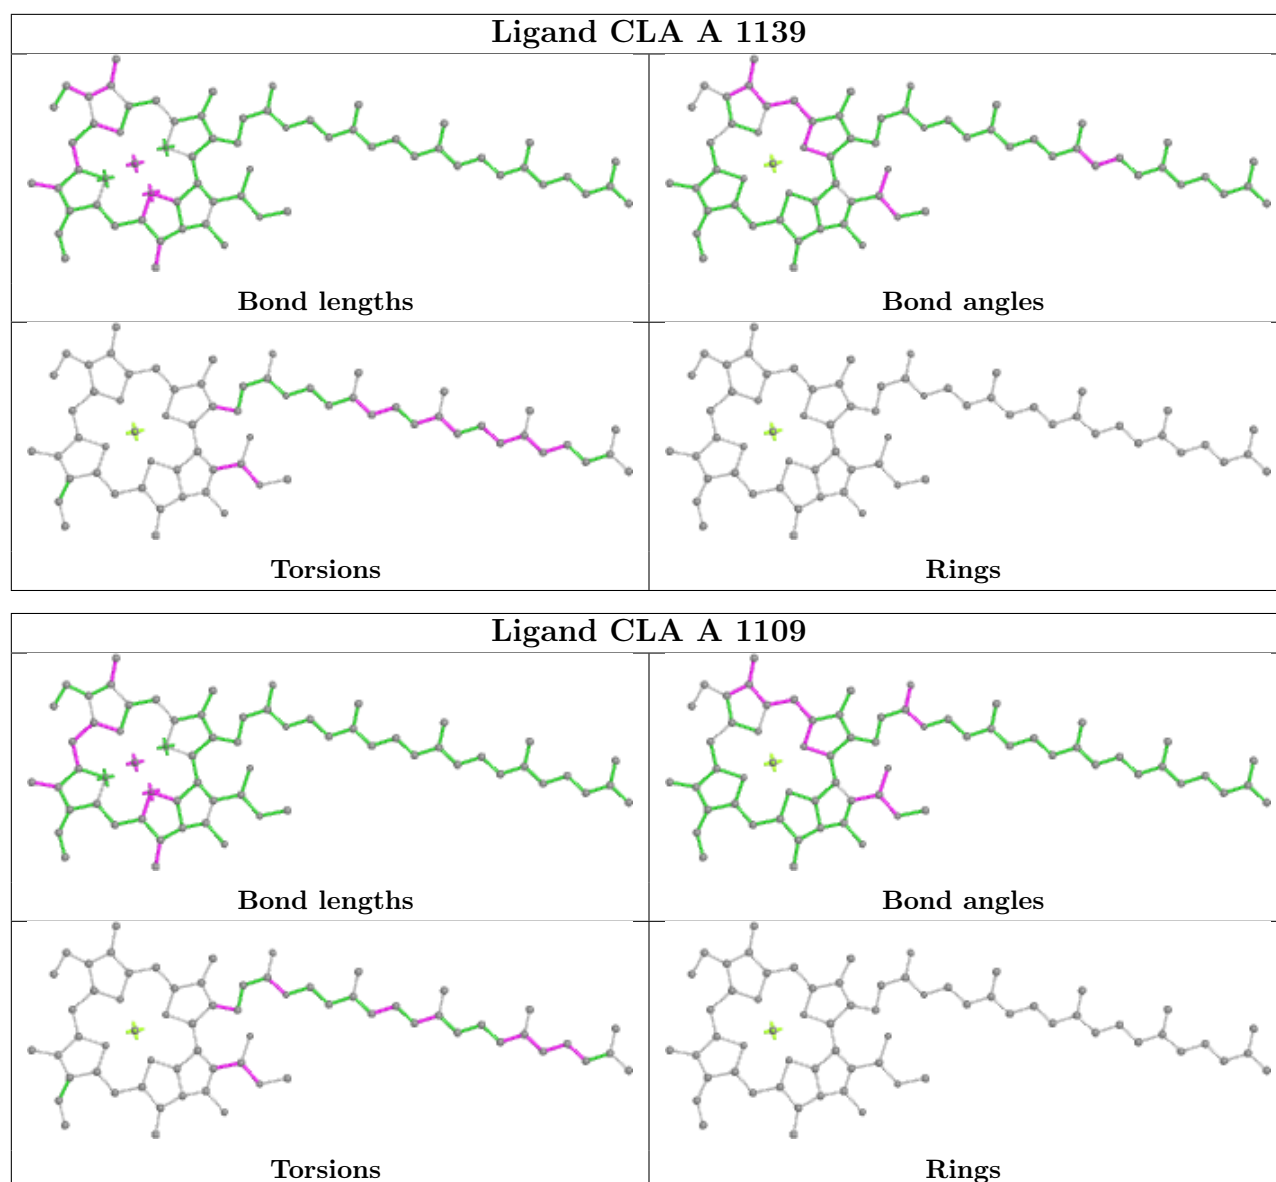 Ligand CLA A 1139
Bond lengths
Bond angles
Torsions
Rings
Ligand CLA A 1109
Bond lengths
Bond angles
Torsions
Rings